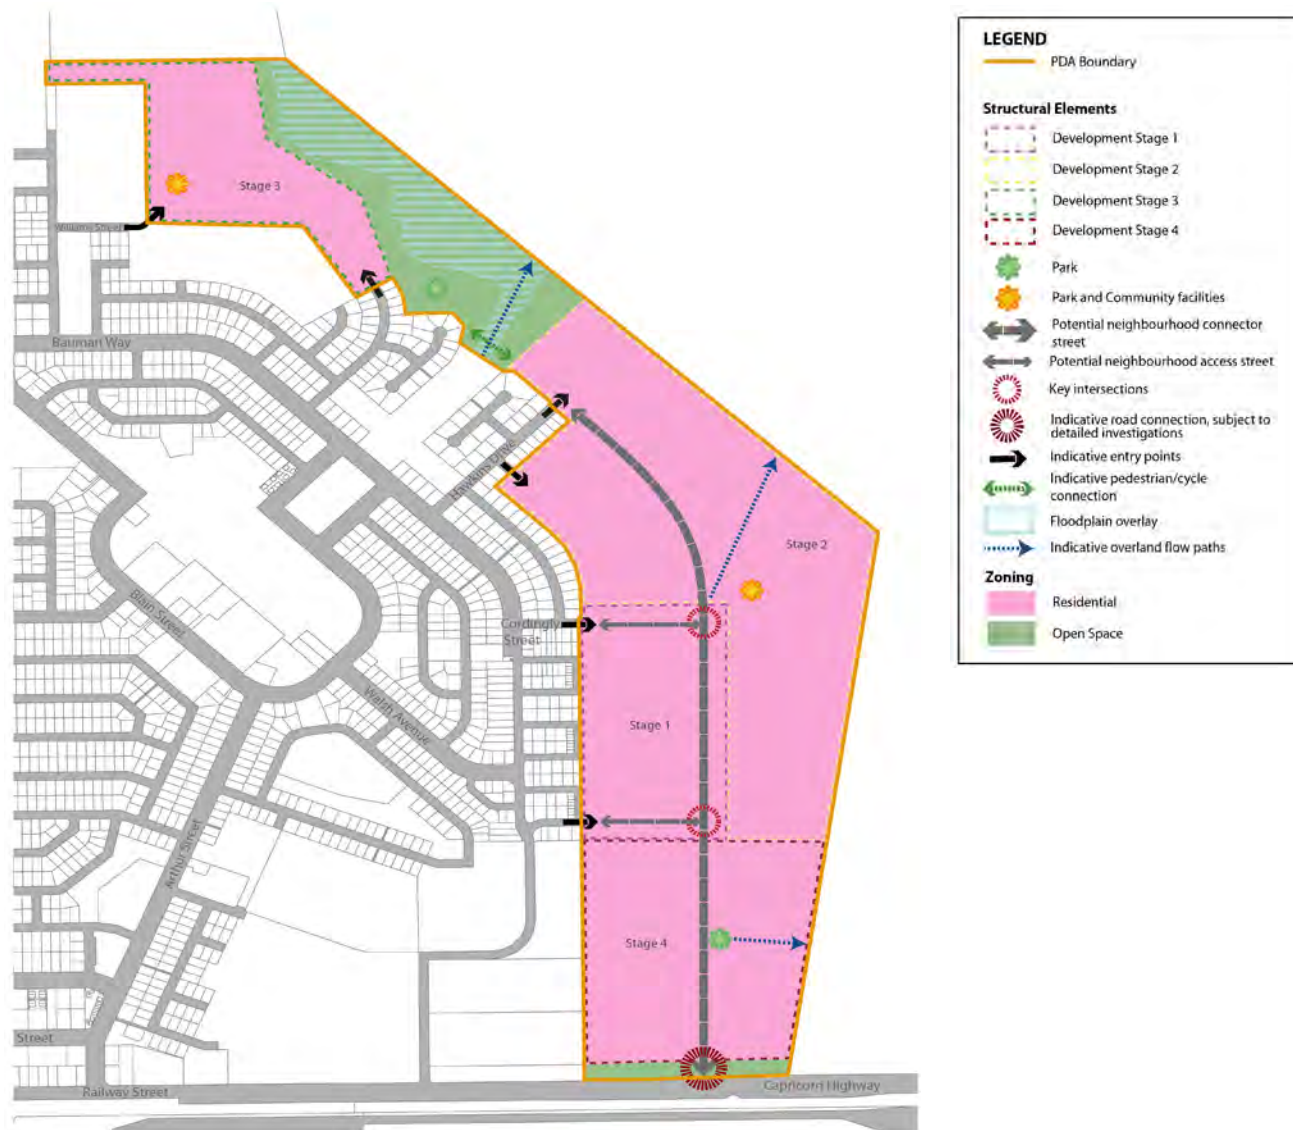 Stage 3
Williams Street
Bauman Way
Hawkins Drive
Stage 2
Blain Street
Cordingly
Street
Walsh Avenue
Stage 1
Arthur Street
Stage 4
Street
Railway Street
Capricorn Highway
LEGEND
PDA Boundary
Structural Elements
Development Stage 1
Development Stage 2
Development Stage 3
Development Stage 4
Park
Park and Community facilities
Potential neighbourhood connector
street
Potential neighbourhood access street
Key intersections
Indicative road connection, subject to
detailed investigations
Indicative entry points
Indicative pedestrian/cycle
connection
Floodplain overlay
Indicative overland flow paths
Zoning
Residential
Open Space